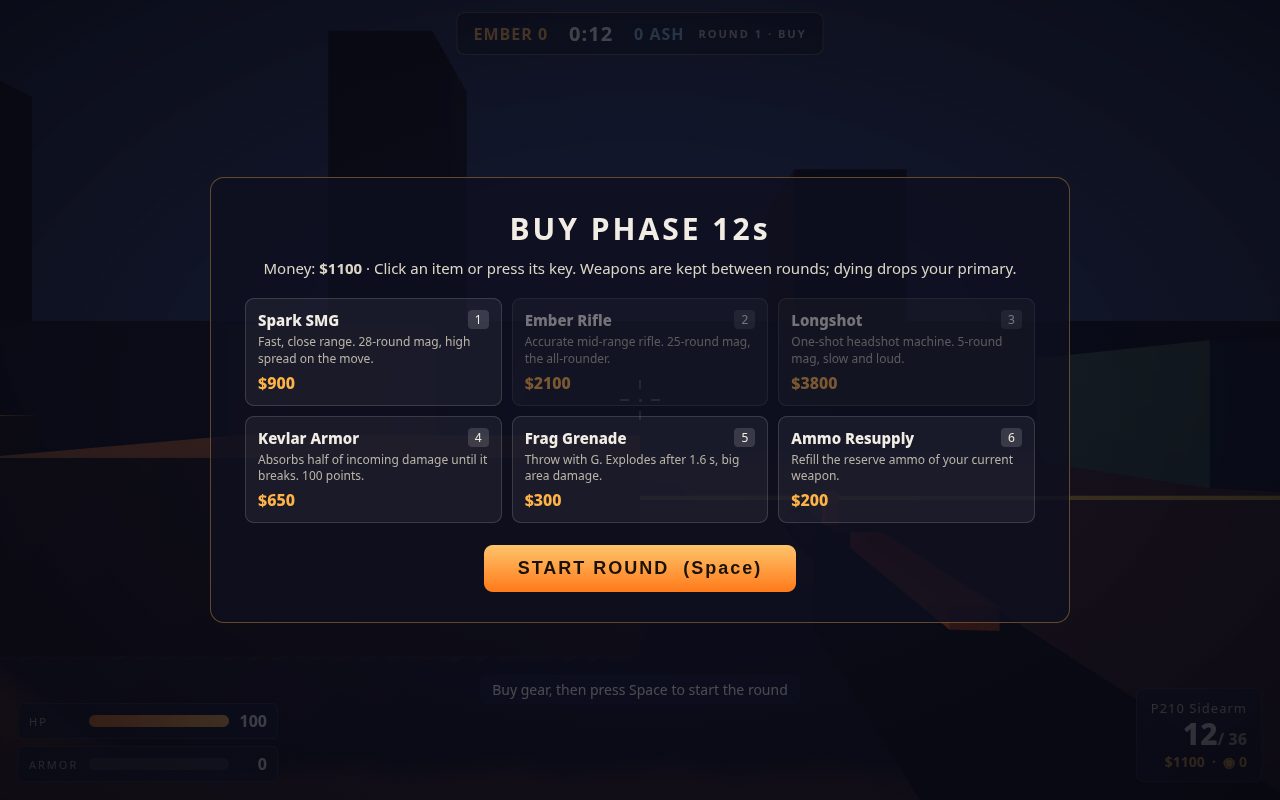 EMBER 0 0:12 0 ASH ROUND 1 · BUY
BUY PHASE 12s
Money: $1100 · Click an item or press its key. Weapons are kept between rounds; dying drops your primary.
Spark SMG 1
Fast, close range. 28-round mag, high
spread on the move.
$900
Ember Rifle 2
Accurate mid-range rifle. 25-round mag,
the all-rounder.
$2100
Longshot 3
One-shot headshot machine. 5-round
mag, slow and loud.
$3800
Kevlar Armor 4
Absorbs half of incoming damage until it
breaks. 100 points.
$650
Frag Grenade 5
Throw with G. Explodes after 1.6 s, big
area damage.
$300
Ammo Resupply 6
Refill the reserve ammo of your current
weapon.
$200
START ROUND (Space)
Buy gear, then press Space to start the round
HP 100
ARMOR 0
P210 Sidearm
12/ 36
$1100 · ◉ 0